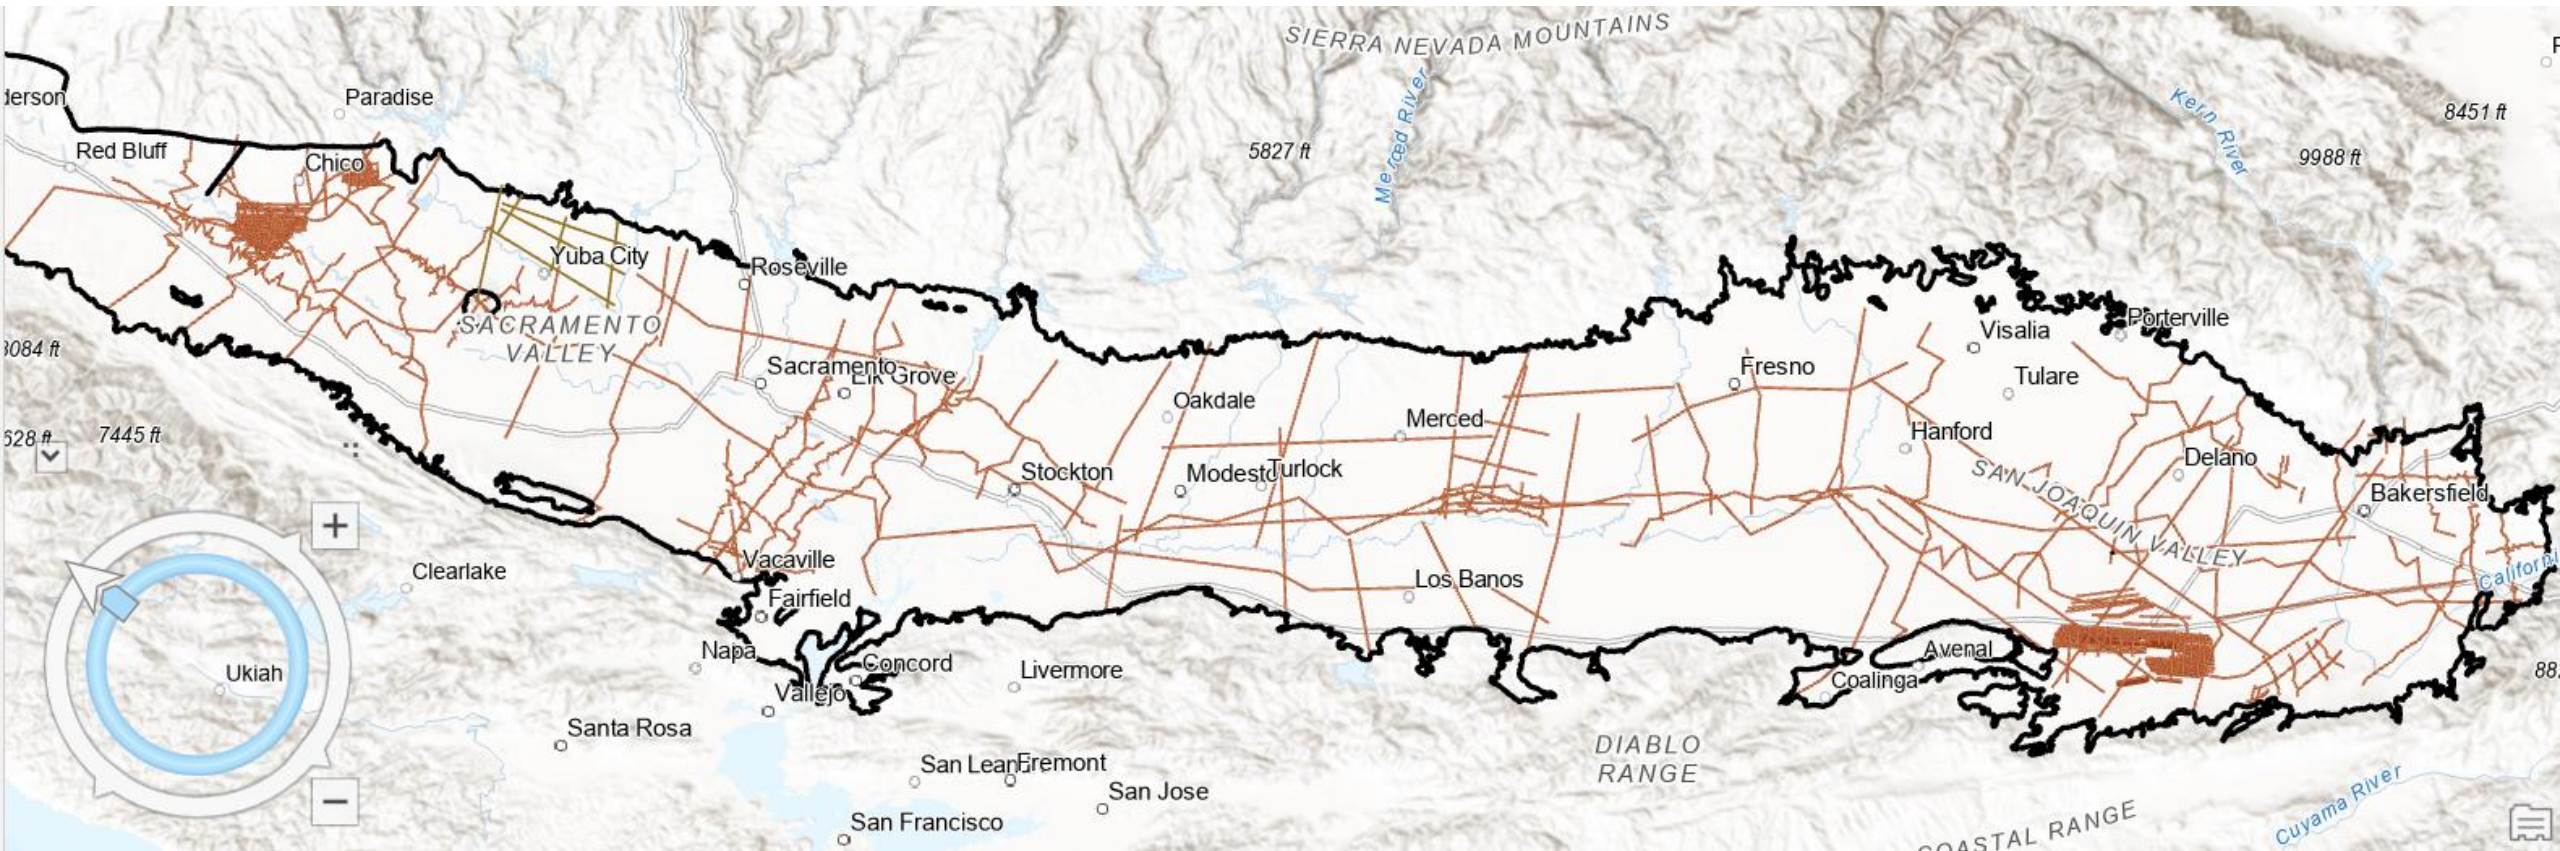 SIERRA NEVADA MOUNTAINS
Merced River
Kern River
8451 ft
5827 ft
9988 ft
derson
Paradise
Red Bluff
Chico
Yuba City
Roseville
SACRAMENTO
VALLEY
Sacramento
Elk Grove
Oakdale
Merced
Fresno
Visalia
Porterville
Tulare
Hanford
Delano
Bakersfield
SAN JOAQUIN VALLEY
Stockton
Modesto
Turlock
7445 ft
Clearlake
Vacaville
Fairfield
Los Banos
Napa
Concord
Livermore
Vallejo
Avenal
Coalinga
Californi
Ukiah
Santa Rosa
San Lean
Fremont
San Jose
San Francisco
DIABLO
RANGE
COASTAL RANGE
Cuyama River